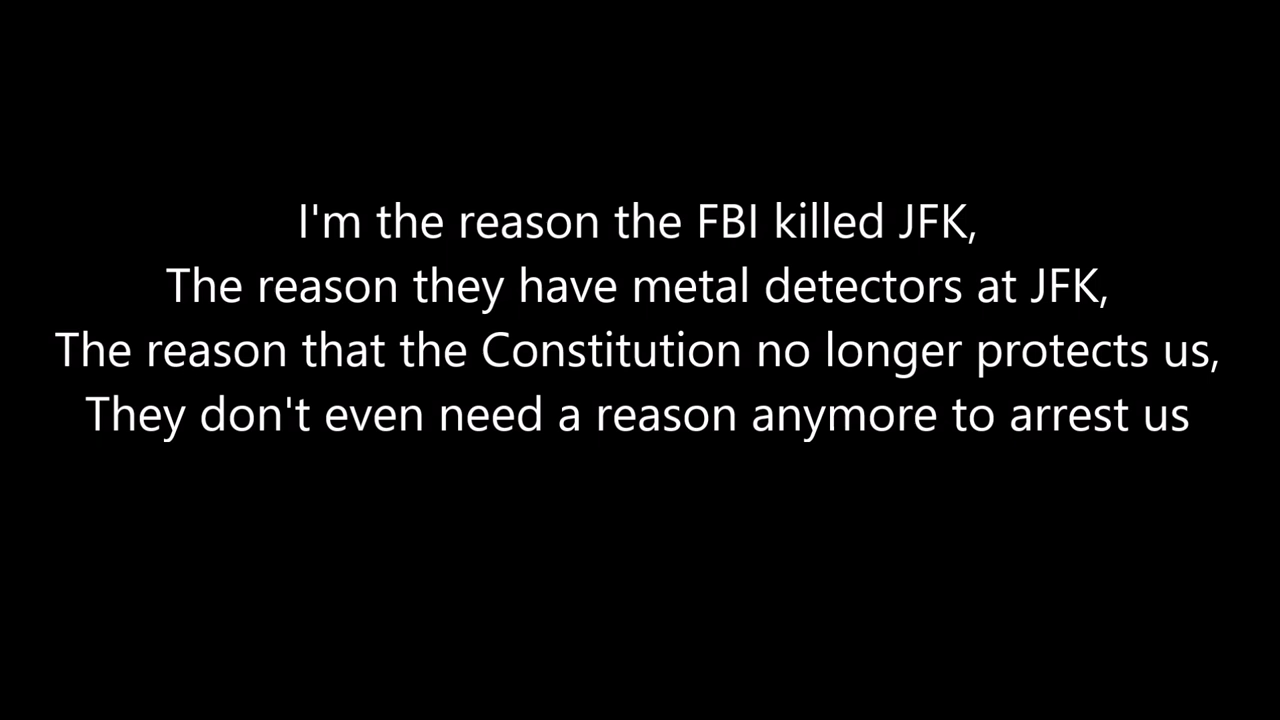 I'm the reason the FBI killed JFK,
The reason they have metal detectors at JFK,
The reason that the Constitution no longer protects us,
They don't even need a reason anymore to arrest us